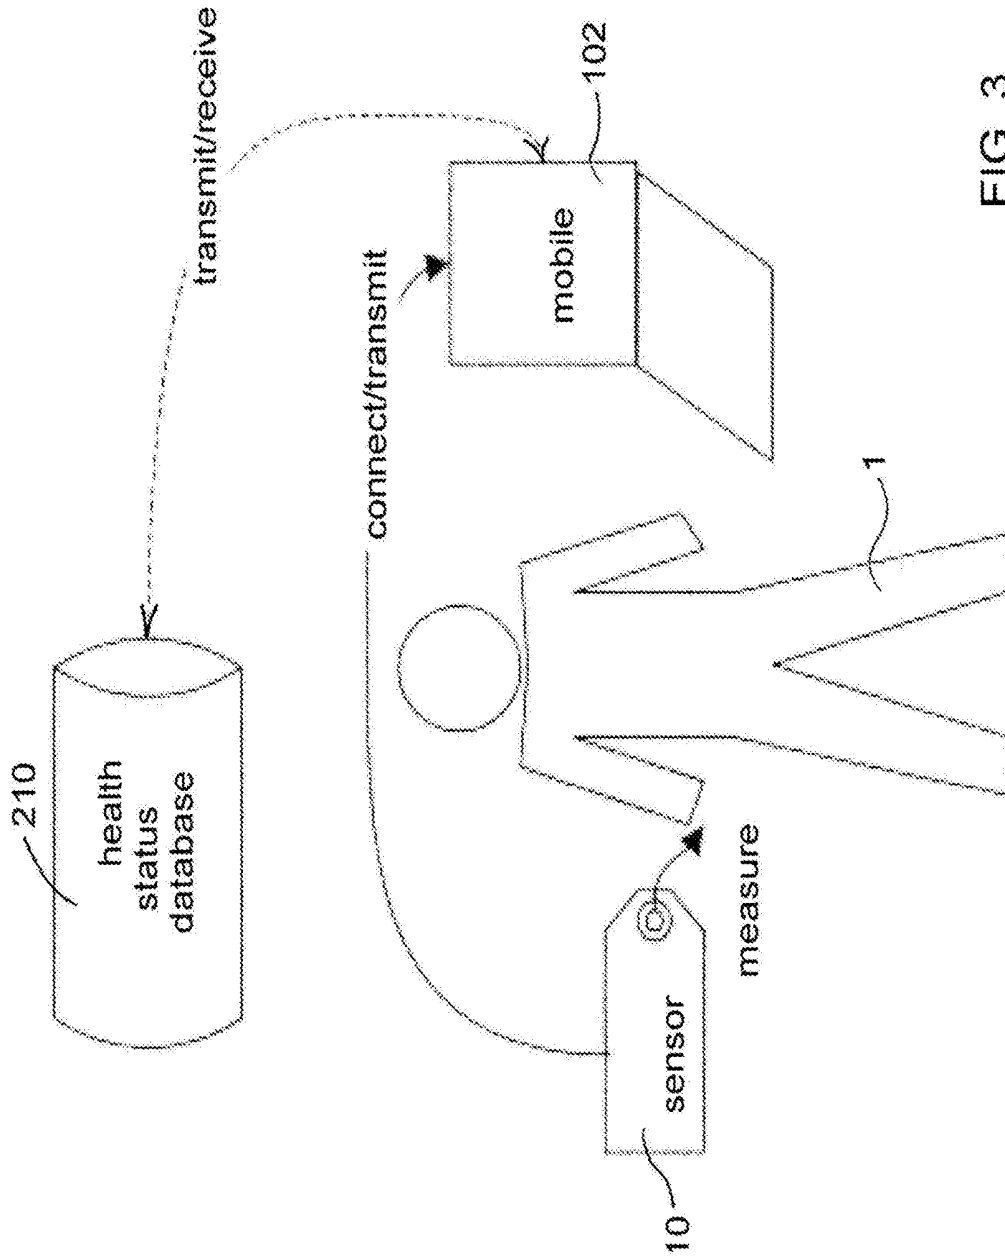 210
health
status
database
transmit/receive
connect/transmit
102
mobile
10
sensor
measure
1
FIG. 3